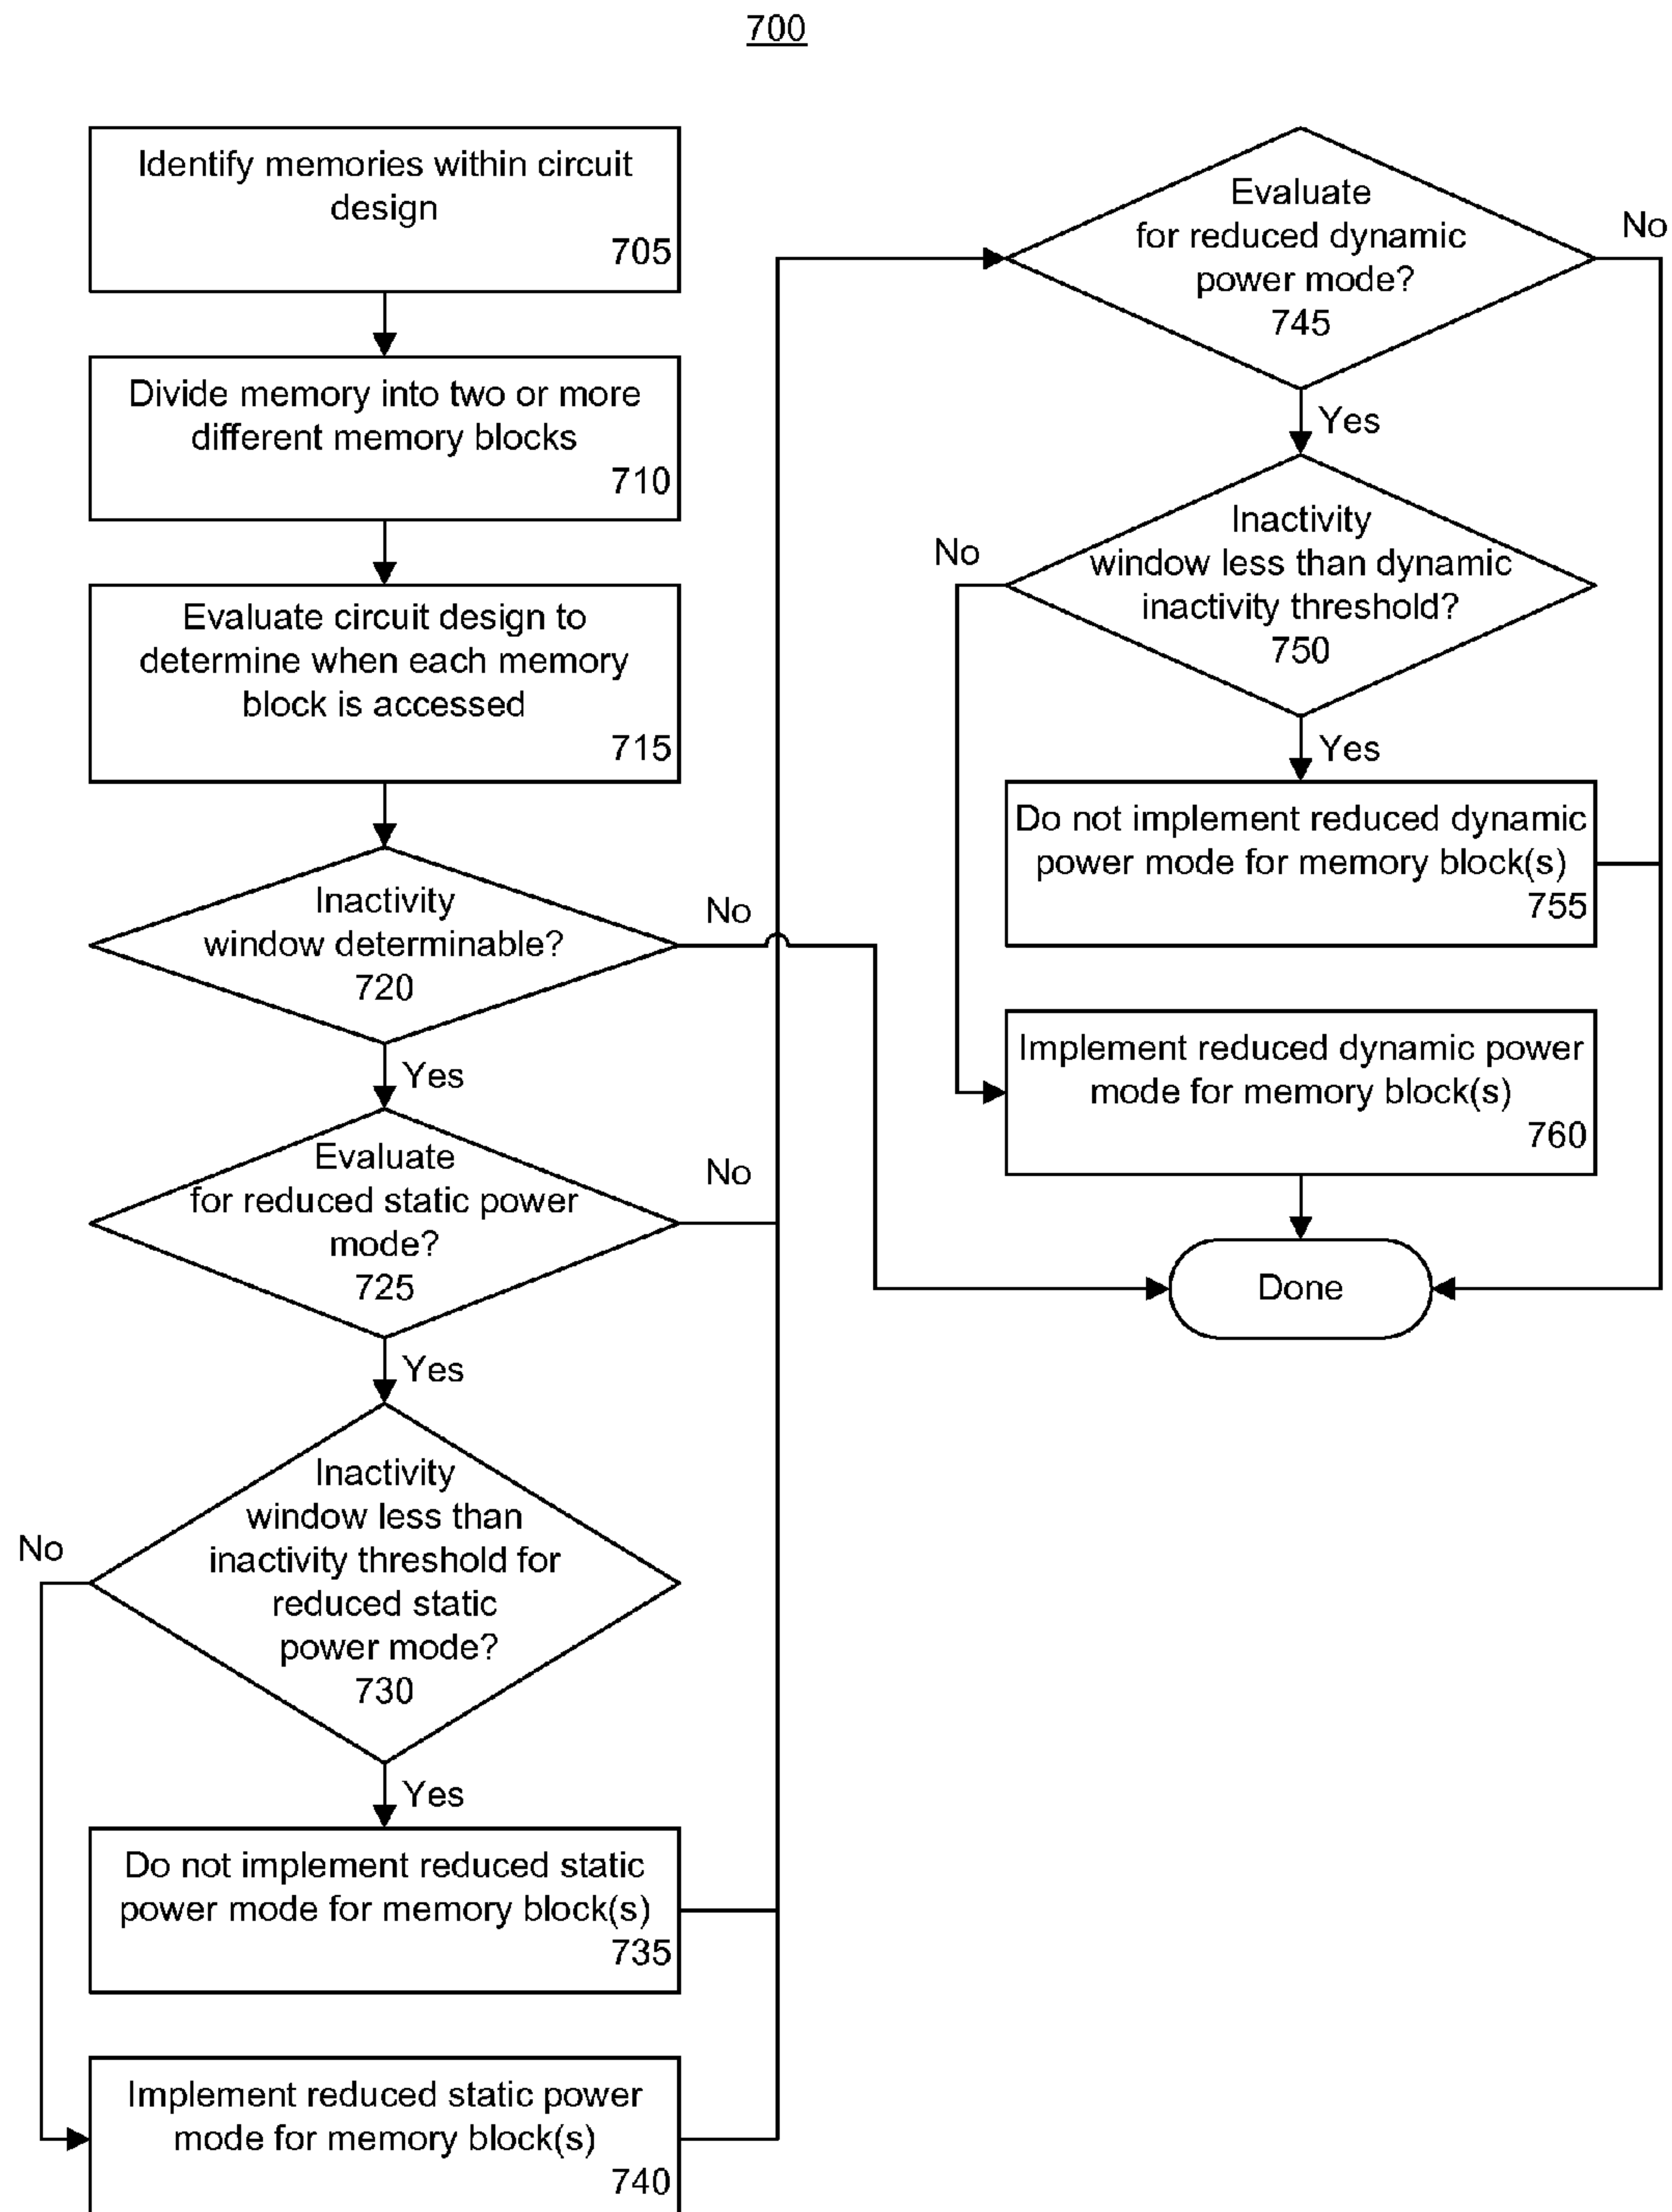 700
Identify memories within circuit
design
705
Divide memory into two or more
different memory blocks
710
Evaluate circuit design to
determine when each memory
block is accessed
715
Inactivity
window determinable?
720
No
Yes
Evaluate
for reduced static power
mode?
725
No
Yes
Inactivity
window less than
inactivity threshold for
reduced static
power mode?
730
No
Yes
Do not implement reduced static
power mode for memory block(s)
735
Implement reduced static power
mode for memory block(s)
740
Evaluate
for reduced dynamic
power mode?
745
No
Yes
Inactivity
window less than dynamic
inactivity threshold?
750
No
Yes
Do not implement reduced dynamic
power mode for memory block(s)
755
Implement reduced dynamic power
mode for memory block(s)
760
Done